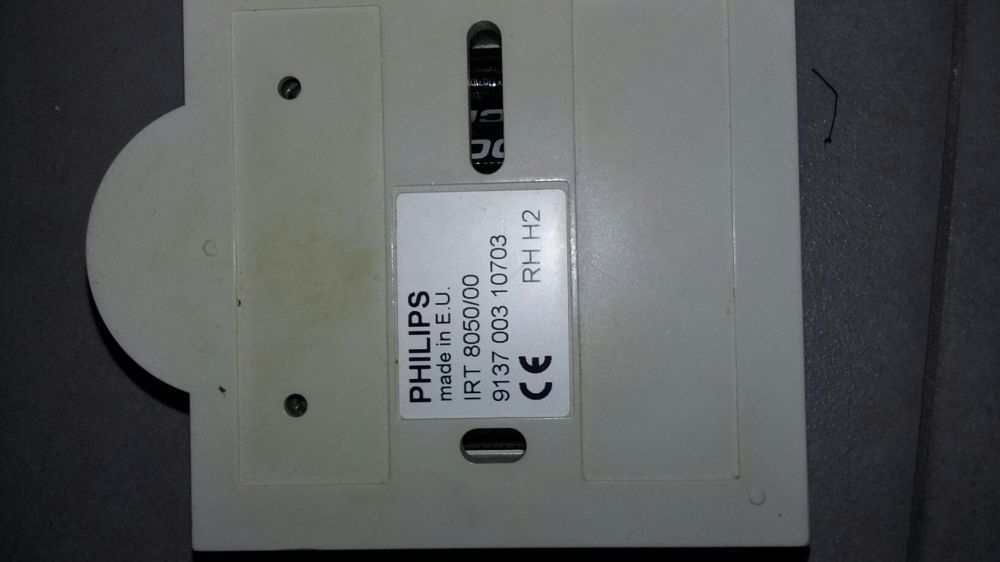 PHILIPS
made in E.U.
IRT 8050/00
9137 003 10703
CE RH H2